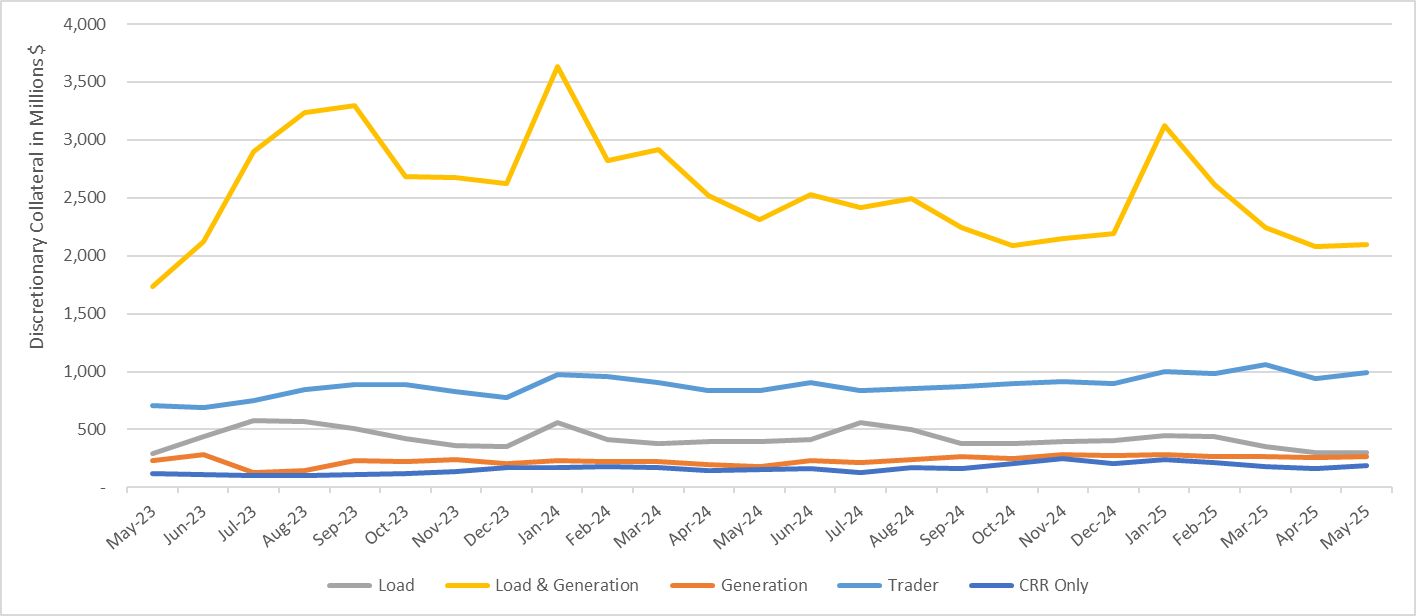 Discretionary Collateral in Millions $
4,000
3,500
3,000
2,500
2,000
1,500
1,000
500
-
May-23
Jun-23
Jul-23
Aug-23
Sep-23
Oct-23
Nov-23
Dec-23
Jan-24
Feb-24
Mar-24
Apr-24
May-24
Jun-24
Jul-24
Aug-24
Sep-24
Oct-24
Nov-24
Dec-24
Jan-25
Feb-25
Mar-25
Apr-25
May-25
Load Load & Generation Generation Trader CRR Only